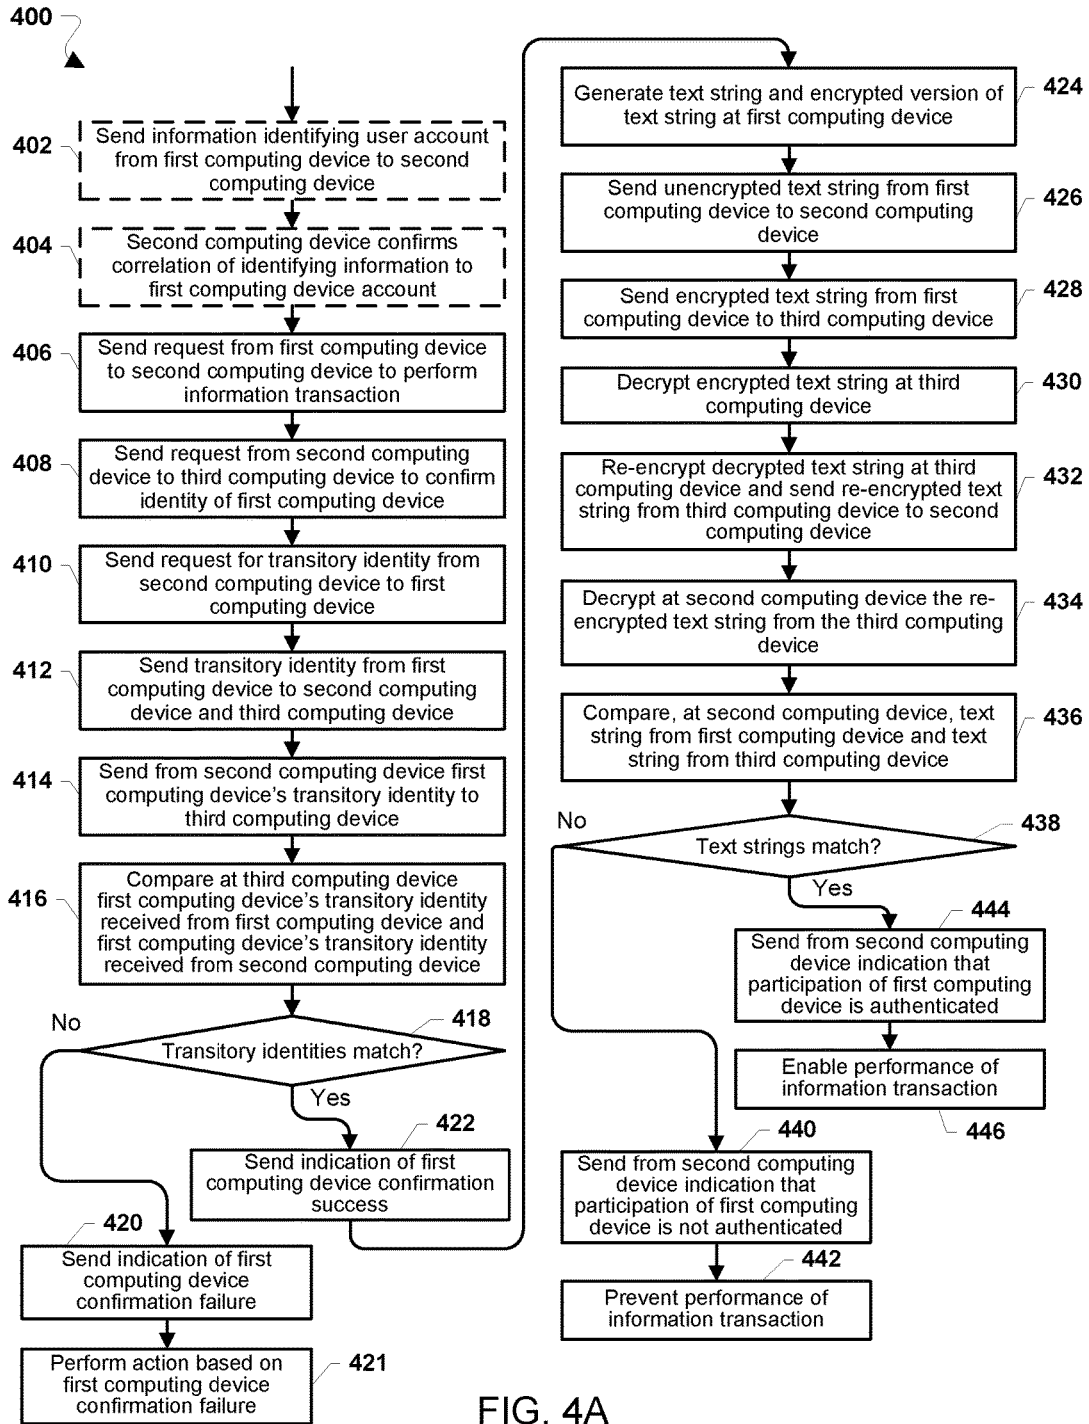 400
402
Send information identifying user account
from first computing device to second
computing device
404
Second computing device confirms
correlation of identifying information to
first computing device account
406
Send request from first computing device
to second computing device to perform
information transaction
408
Send request from second computing
device to third computing device to confirm
identity of first computing device
410
Send request for transitory identity from
second computing device to first
computing device
412
Send transitory identity from first
computing device to second computing
device and third computing device
414
Send from second computing device first
computing device's transitory identity to
third computing device
416
Compare at third computing device
first computing device's transitory identity
received from first computing device and
first computing device's transitory identity
received from second computing device
No
418
Transitory identities match?
Yes
422
Send indication of first
computing device confirmation
success
420
Send indication of first
computing device
confirmation failure
Perform action based on
first computing device
confirmation failure
421
424
Generate text string and encrypted version of
text string at first computing device
426
Send unencrypted text string from first
computing device to second computing
device
428
Send encrypted text string from first
computing device to third computing device
430
Decrypt encrypted text string at third
computing device
432
Re-encrypt decrypted text string at third
computing device and send re-encrypted text
string from third computing device to second
computing device
434
Decrypt at second computing device the re-
encrypted text string from the third computing
device
436
Compare, at second computing device, text
string from first computing device and text
string from third computing device
No
438
Text strings match?
Yes
444
Send from second computing
device indication that
participation of first computing
device is authenticated
Enable performance of
information transaction
446
440
Send from second computing
device indication that
participation of first computing
device is not authenticated
442
Prevent performance of
information transaction
FIG. 4A